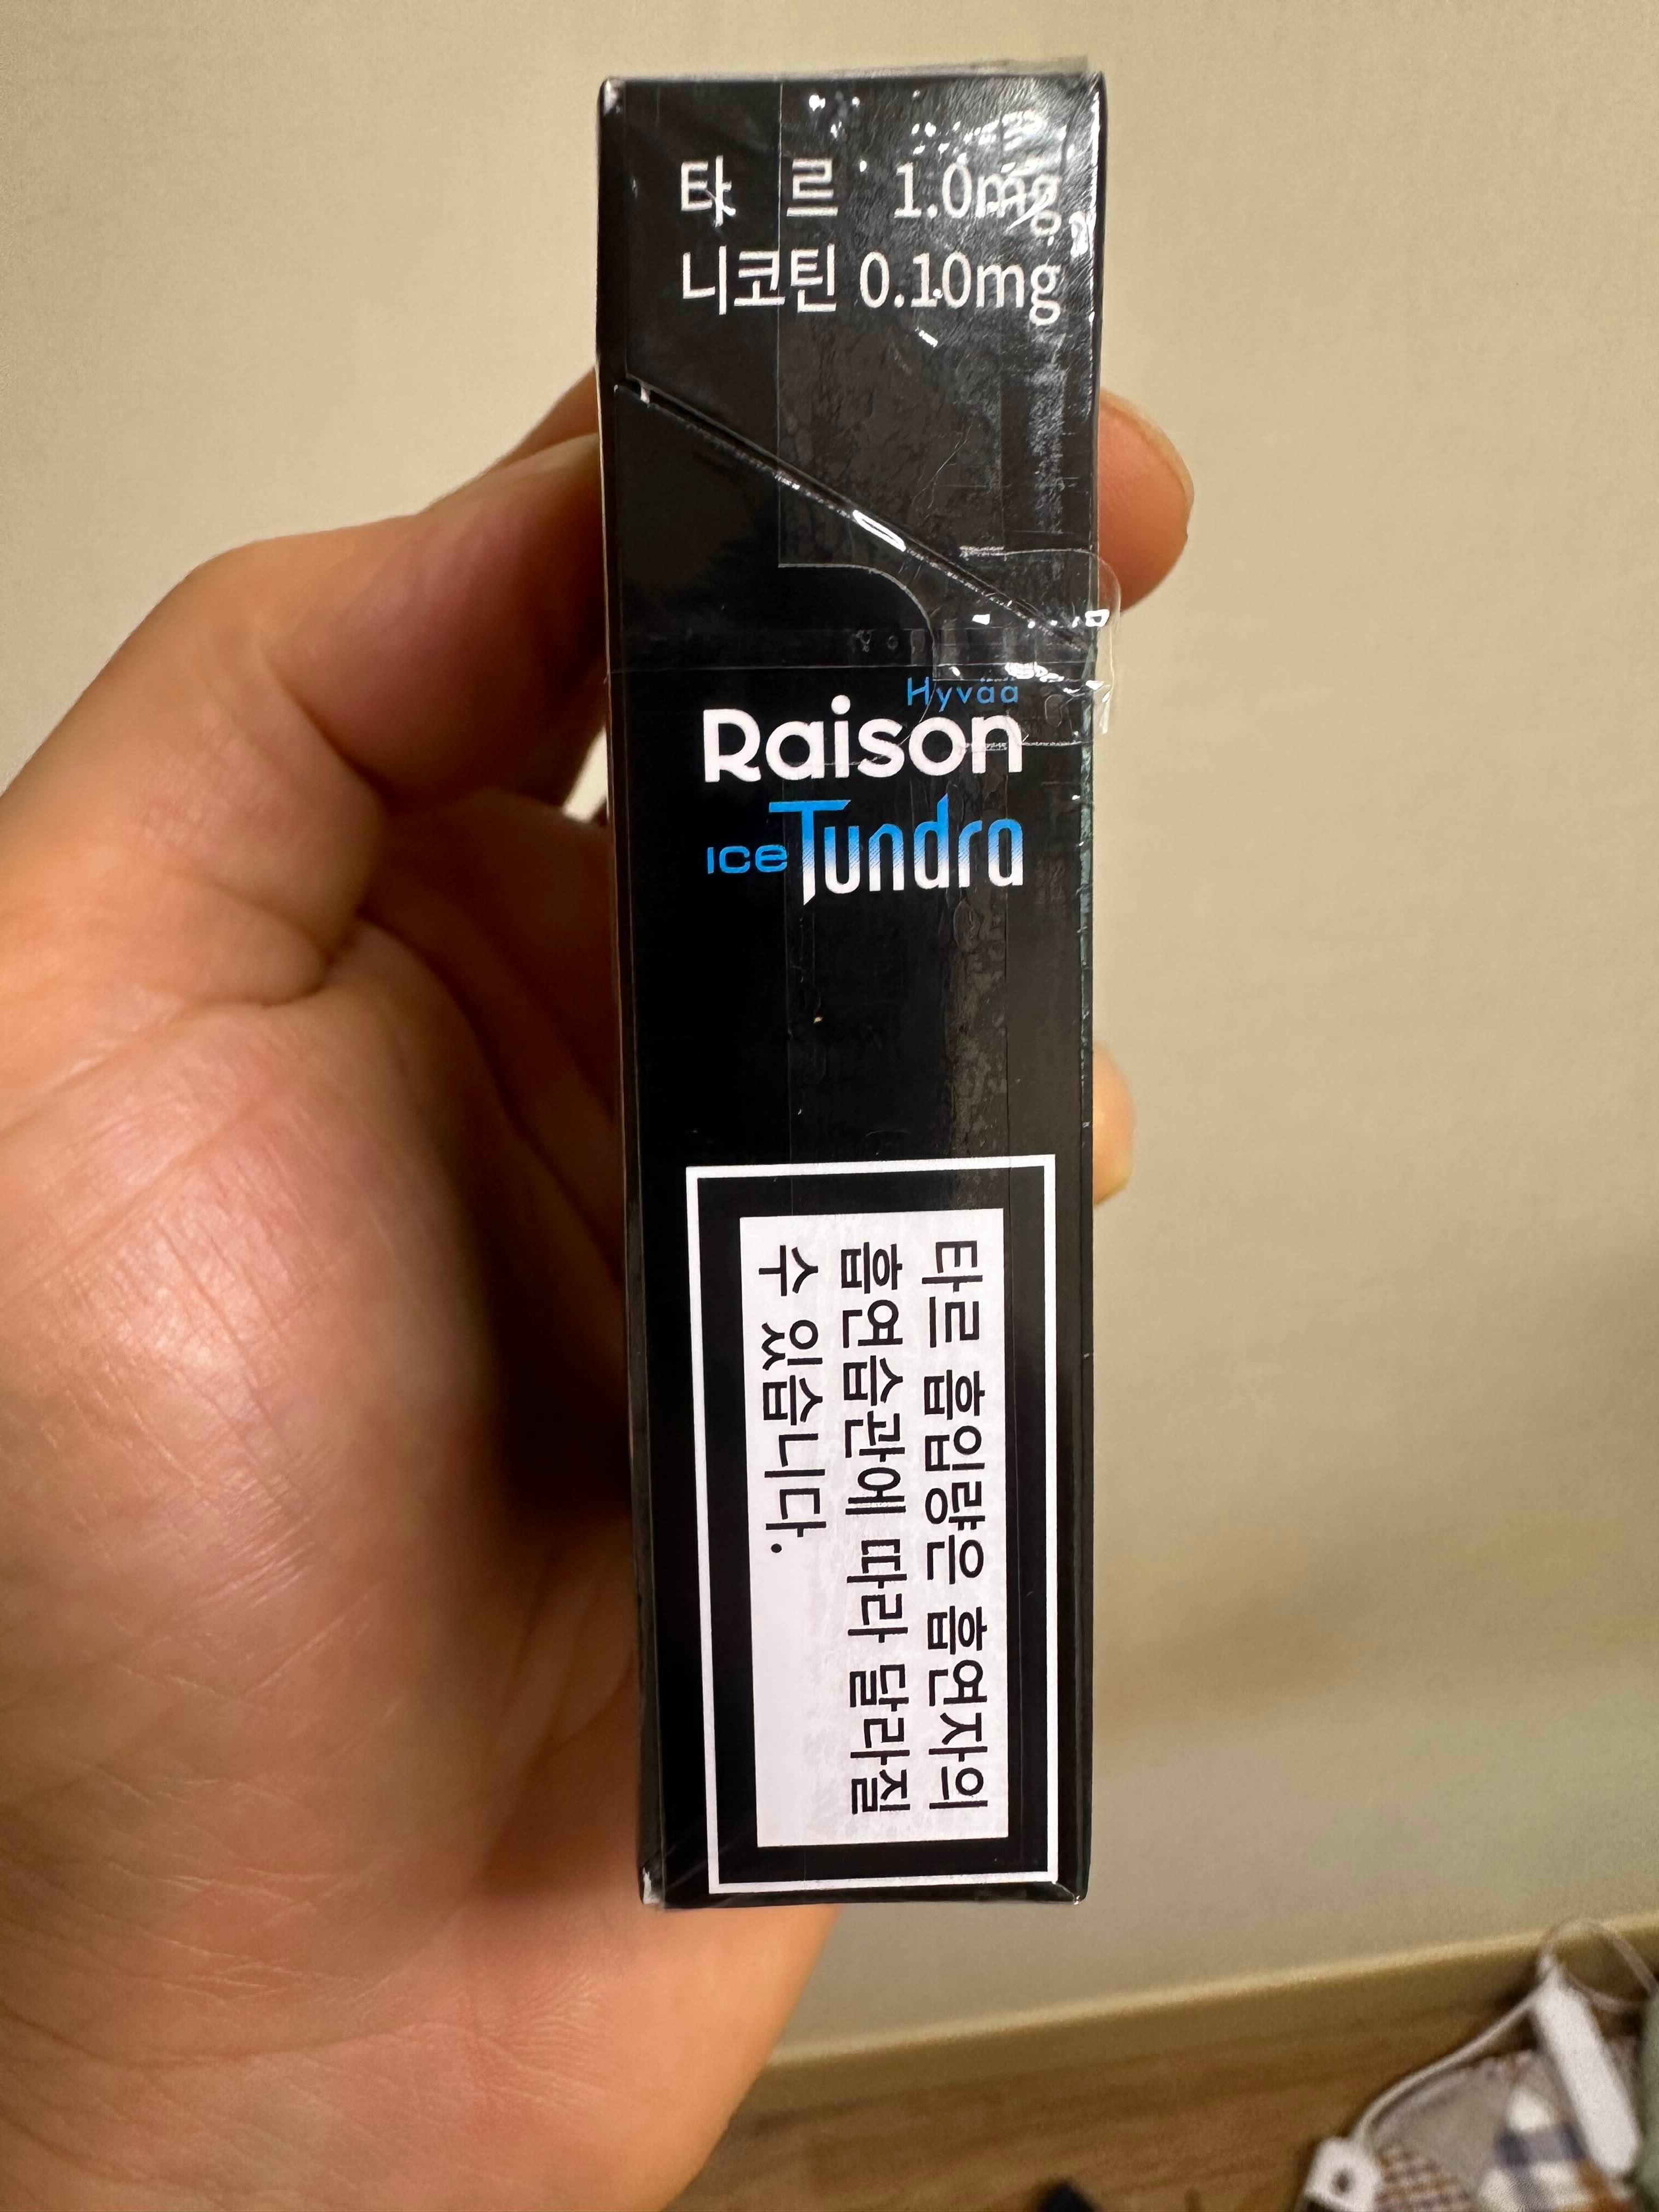 타 르 1.0mg
니코틴 0.10mg
Hyvää
Raison
ICE Tundra
타르 흡입량은 흡연자의
흡연습관에 따라 달라질
수 있습니다.